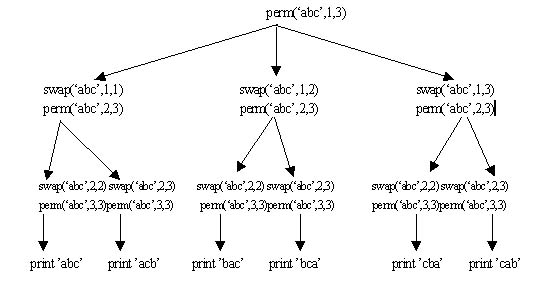 perm(‘abc’,1,3)
swap(‘abc’,1,1) swap(‘abc’,1,2) swap(‘abc’,1,3)
perm(‘abc’,2,3) perm(‘abc’,2,3) perm(‘abc’,2,3)
swap(‘abc’,2,2) swap(‘abc’,2,3) swap(‘abc’,2,2) swap(‘abc’,2,3) swap(‘abc’,2,2) swap(‘abc’,2,3)
perm(‘abc’,3,3)perm(‘abc’,3,3) perm(‘abc’,3,3)perm(‘abc’,3,3) perm(‘abc’,3,3)perm(‘abc’,3,3)
print ’abc’ print ’acb’ print ’bac’ print ’bca’ print ’cba’ print ’cab’